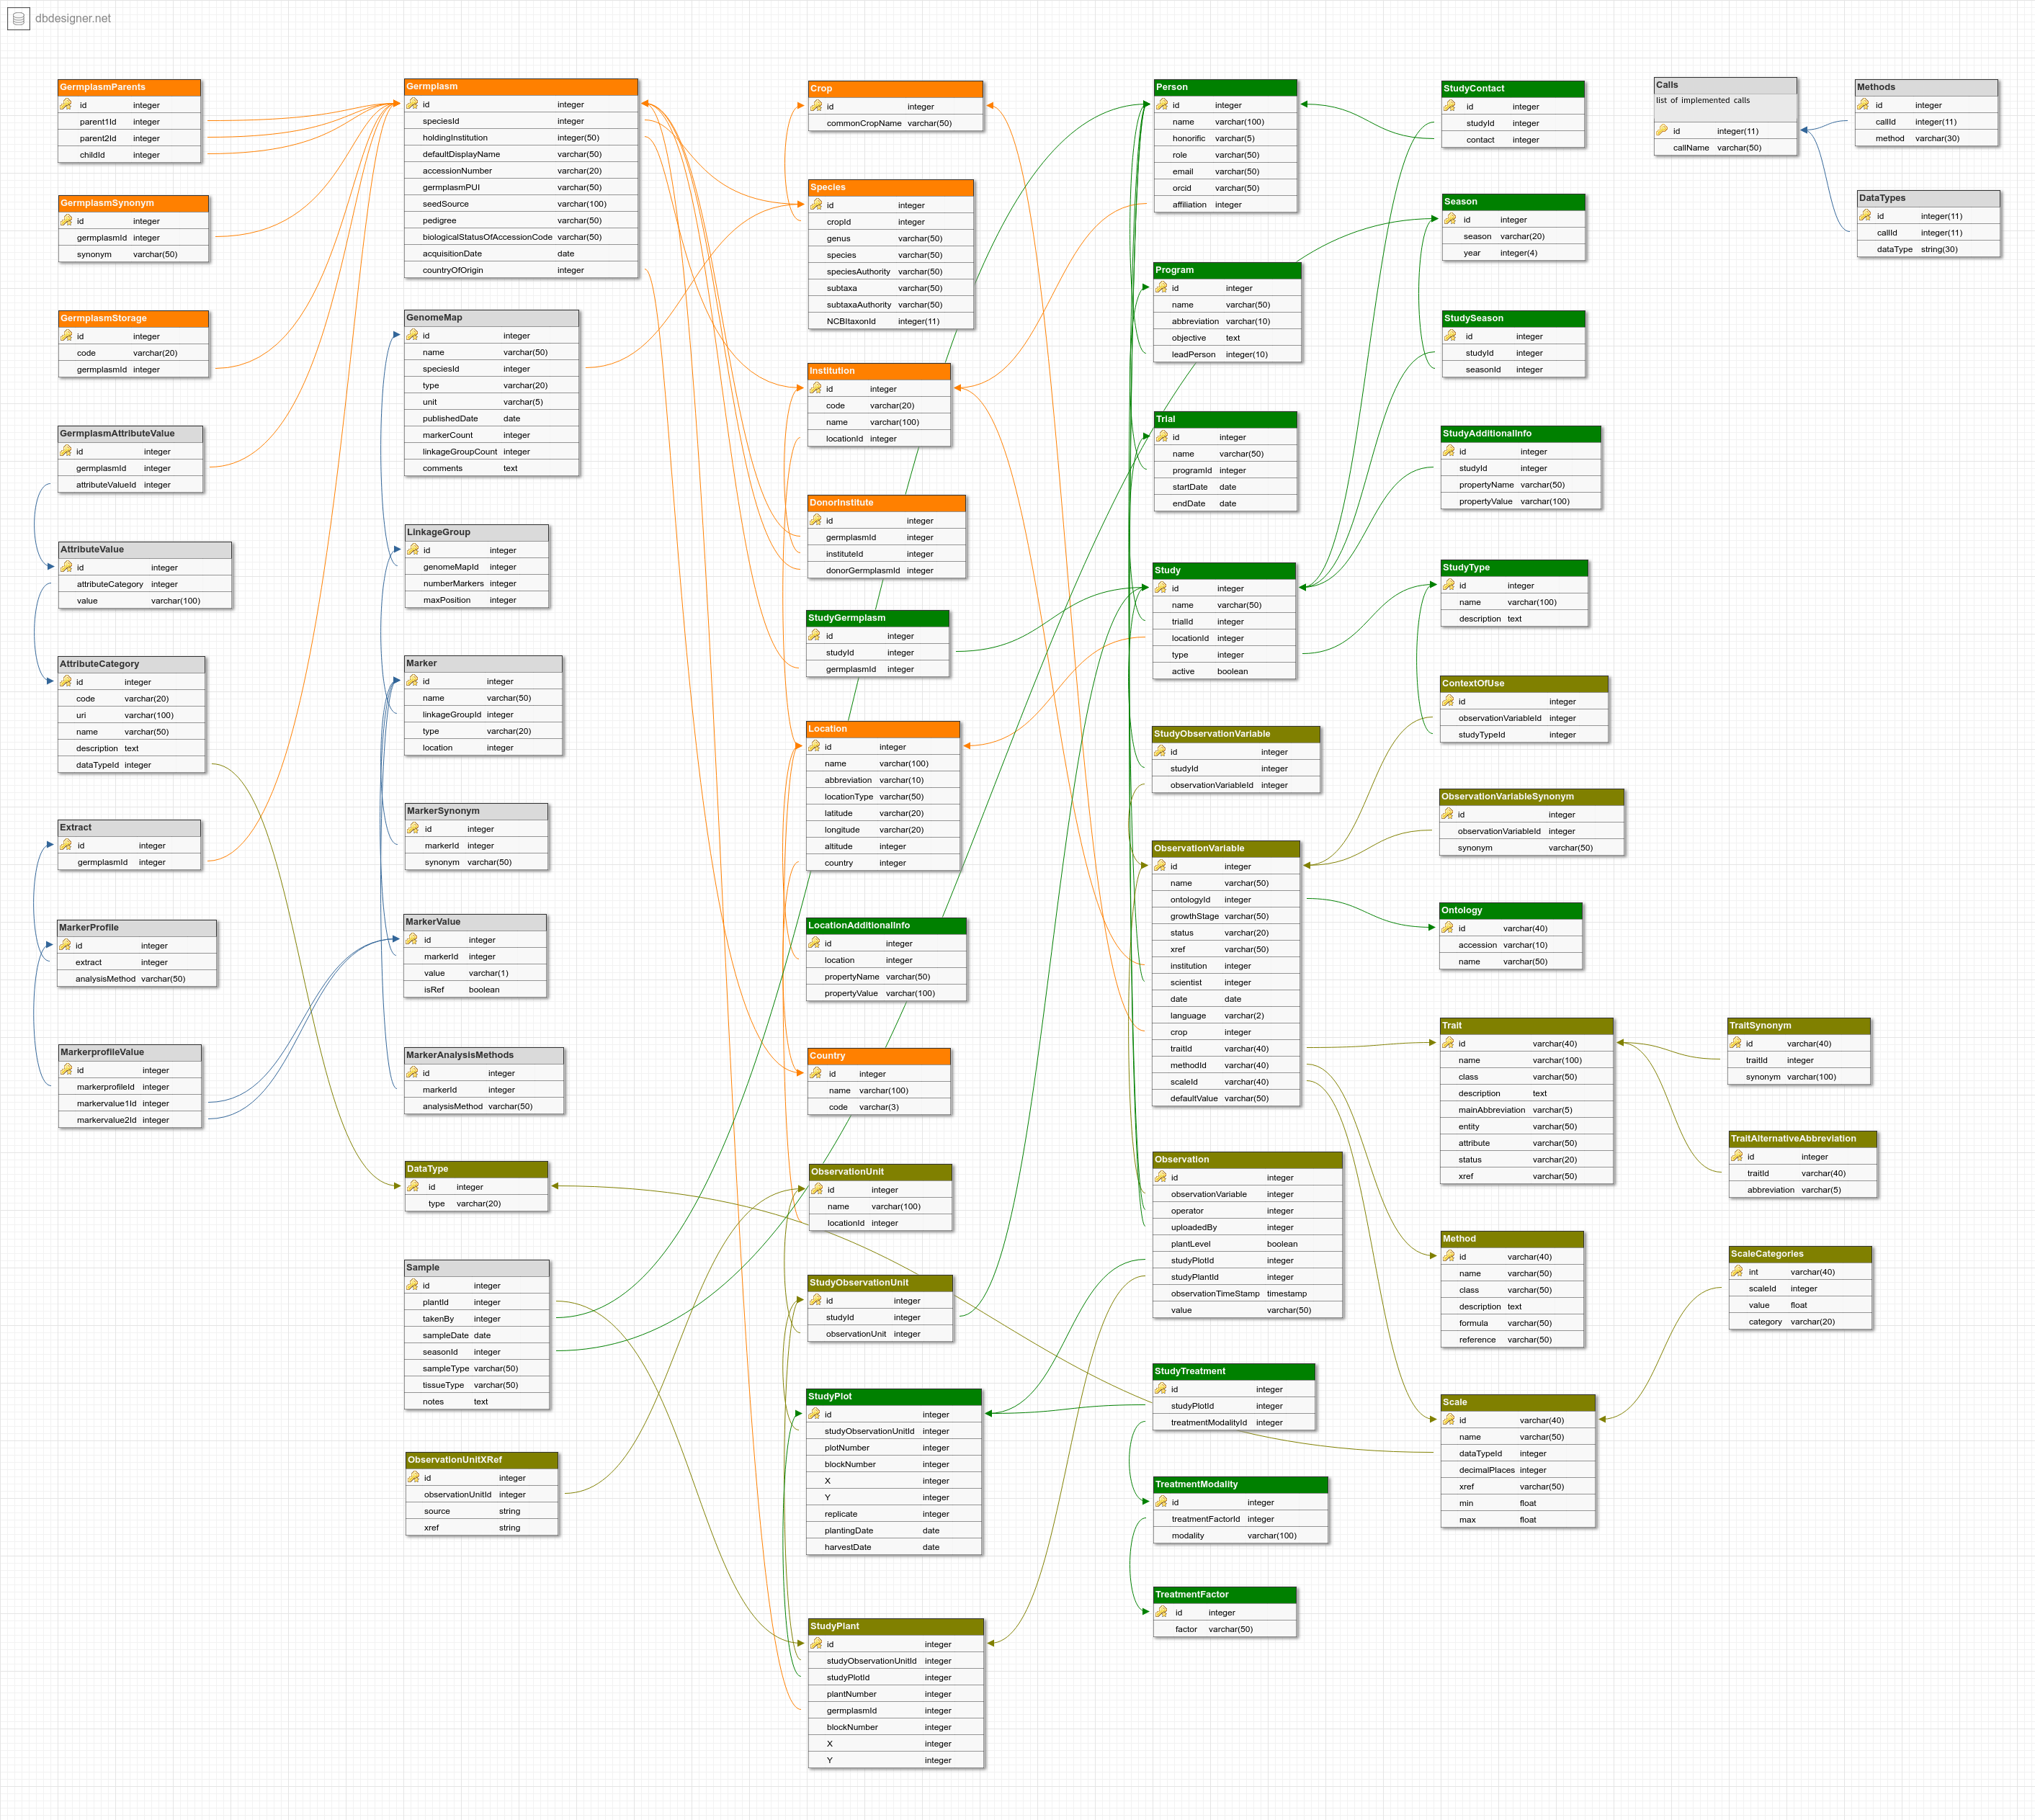 dbdesigner.net
GermplasmParents
id integer
parent1Id integer
parent2Id integer
childId integer
GermplasmSynonym
id integer
germplasmId integer
synonym varchar(50)
GermplasmStorage
id integer
code varchar(20)
germplasmId integer
GermplasmAttributeValue
id integer
germplasmId integer
attributeValueId integer
AttributeValue
id integer
attributeCategory integer
value varchar(100)
AttributeCategory
id integer
code varchar(20)
uri varchar(100)
name varchar(50)
description text
dataTypeId integer
Extract
id integer
germplasmId integer
MarkerProfile
id integer
extract integer
analysisMethod varchar(50)
MarkerprofileValue
id integer
markerprofileId integer
markervalue1Id integer
markervalue2Id integer
Germplasm
id integer
speciesId integer
holdingInstitution integer(50)
defaultDisplayName varchar(50)
accessionNumber varchar(20)
germplasmPUI varchar(50)
seedSource varchar(100)
pedigree varchar(50)
biologicalStatusOfAccessionCode varchar(50)
acquisitionDate date
countryOfOrigin integer
GenomeMap
id integer
name varchar(50)
speciesId integer
type varchar(20)
unit varchar(5)
publishedDate date
markerCount integer
linkageGroupCount integer
comments text
LinkageGroup
id integer
genomeMapId integer
numberMarkers integer
maxPosition integer
Marker
id integer
name varchar(50)
linkageGroupId integer
type varchar(20)
location integer
MarkerSynonym
id integer
markerId integer
synonym varchar(50)
MarkerValue
id integer
markerId integer
value varchar(1)
isRef boolean
MarkerAnalysisMethods
id integer
markerId integer
analysisMethod varchar(50)
DataType
id integer
type varchar(20)
Sample
id integer
plantId integer
takenBy integer
sampleDate date
seasonId integer
sampleType varchar(50)
tissueType varchar(50)
notes text
ObservationUnitXRef
id integer
observationUnitId integer
source string
xref string
Crop
id integer
commonCropName varchar(50)
Species
id integer
cropId integer
genus varchar(50)
species varchar(50)
speciesAuthority varchar(50)
subtaxa varchar(50)
subtaxaAuthority varchar(50)
NCBItaxonId integer(11)
Institution
id integer
code varchar(20)
name varchar(100)
locationId integer
DonorInstitute
id integer
germplasmId integer
instituteId integer
donorGermplasmId integer
StudyGermplasm
id integer
studyId integer
germplasmId integer
Location
id integer
name varchar(100)
abbreviation varchar(10)
locationType varchar(50)
latitude varchar(20)
longitude varchar(20)
altitude integer
country integer
LocationAdditionalInfo
id integer
location integer
propertyName varchar(50)
propertyValue varchar(100)
Country
id integer
name varchar(100)
code varchar(3)
ObservationUnit
id integer
name varchar(100)
locationId integer
StudyObservationUnit
id integer
studyId integer
observationUnit integer
StudyPlot
id integer
studyObservationUnitId integer
plotNumber integer
blockNumber integer
X integer
Y integer
replicate integer
plantingDate date
harvestDate date
StudyPlant
id integer
studyObservationUnitId integer
studyPlotId integer
plantNumber integer
germplasmId integer
blockNumber integer
X integer
Y integer
Person
id integer
name varchar(100)
honorific varchar(5)
role varchar(50)
email varchar(50)
orcid varchar(50)
affiliation integer
Program
id integer
name varchar(50)
abbreviation varchar(10)
objective text
leadPerson integer(10)
Trial
id integer
name varchar(50)
programId integer
startDate date
endDate date
Study
id integer
name varchar(50)
trialId integer
locationId integer
type integer
active boolean
StudyObservationVariable
id integer
studyId integer
observationVariableId integer
ObservationVariable
id integer
name varchar(50)
ontologyId integer
growthStage varchar(50)
status varchar(20)
xref varchar(50)
institution integer
scientist integer
date date
language varchar(2)
crop integer
traitId varchar(40)
methodId varchar(40)
scaleId varchar(40)
defaultValue varchar(50)
Observation
id integer
observationVariable integer
operator integer
uploadedBy integer
plantLevel boolean
studyPlotId integer
studyPlantId integer
observationTimeStamp timestamp
value varchar(50)
StudyTreatment
id integer
studyPlotId integer
treatmentModalityId integer
TreatmentModality
id integer
treatmentFactorId integer
modality varchar(100)
TreatmentFactor
id integer
factor varchar(50)
StudyContact
id integer
studyId integer
contact integer
Season
id integer
season varchar(20)
year integer(4)
StudySeason
id integer
studyId integer
seasonId integer
StudyAdditionalInfo
id integer
studyId integer
propertyName varchar(50)
propertyValue varchar(100)
StudyType
id integer
name varchar(100)
description text
ContextOfUse
id integer
observationVariableId integer
studyTypeId integer
ObservationVariableSynonym
id integer
observationVariableId integer
synonym varchar(50)
Ontology
id varchar(40)
accession varchar(10)
name varchar(50)
Trait
id varchar(40)
name varchar(100)
class varchar(50)
description text
mainAbbreviation varchar(5)
entity varchar(50)
attribute varchar(50)
status varchar(20)
xref varchar(50)
Method
id varchar(40)
name varchar(50)
class varchar(50)
description text
formula varchar(50)
reference varchar(50)
Scale
id varchar(40)
name varchar(50)
dataTypeId integer
decimalPlaces integer
xref varchar(50)
min float
max float
Calls
list of implemented calls
id integer(11)
callName varchar(50)
Methods
id integer
callId integer(11)
method varchar(30)
DataTypes
id integer(11)
callId integer(11)
dataType string(30)
TraitSynonym
id varchar(40)
traitId integer
synonym varchar(100)
TraitAlternativeAbbreviation
id integer
traitId varchar(40)
abbreviation varchar(5)
ScaleCategories
int varchar(40)
scaleId integer
value float
category varchar(20)